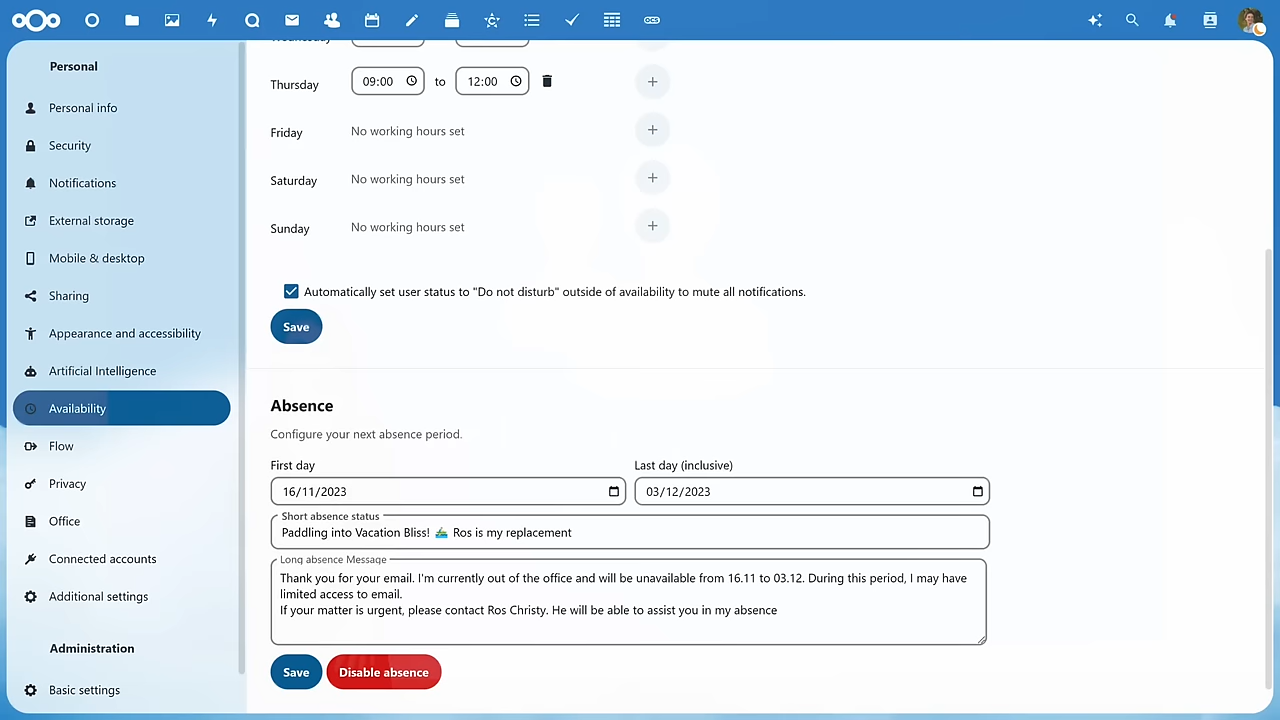 Personal
Personal info
Security
Notifications
External storage
Mobile & desktop
Sharing
Appearance and accessibility
Artificial Intelligence
Availability
Flow
Privacy
Office
Connected accounts
Additional settings
Administration
Basic settings
Wednesday
Thursday 09:00 to 12:00
Friday No working hours set
Saturday No working hours set
Sunday No working hours set
Automatically set user status to "Do not disturb" outside of availability to mute all notifications.
Save
Absence
Configure your next absence period.
First day Last day (inclusive)
16/11/2023 03/12/2023
Short absence status
Paddling into Vacation Bliss! 🚣 Ros is my replacement
Long absence Message
Thank you for your email. I'm currently out of the office and will be unavailable from 16.11 to 03.12. During this period, I may have
limited access to email.
If your matter is urgent, please contact Ros Christy. He will be able to assist you in my absence
Save Disable absence